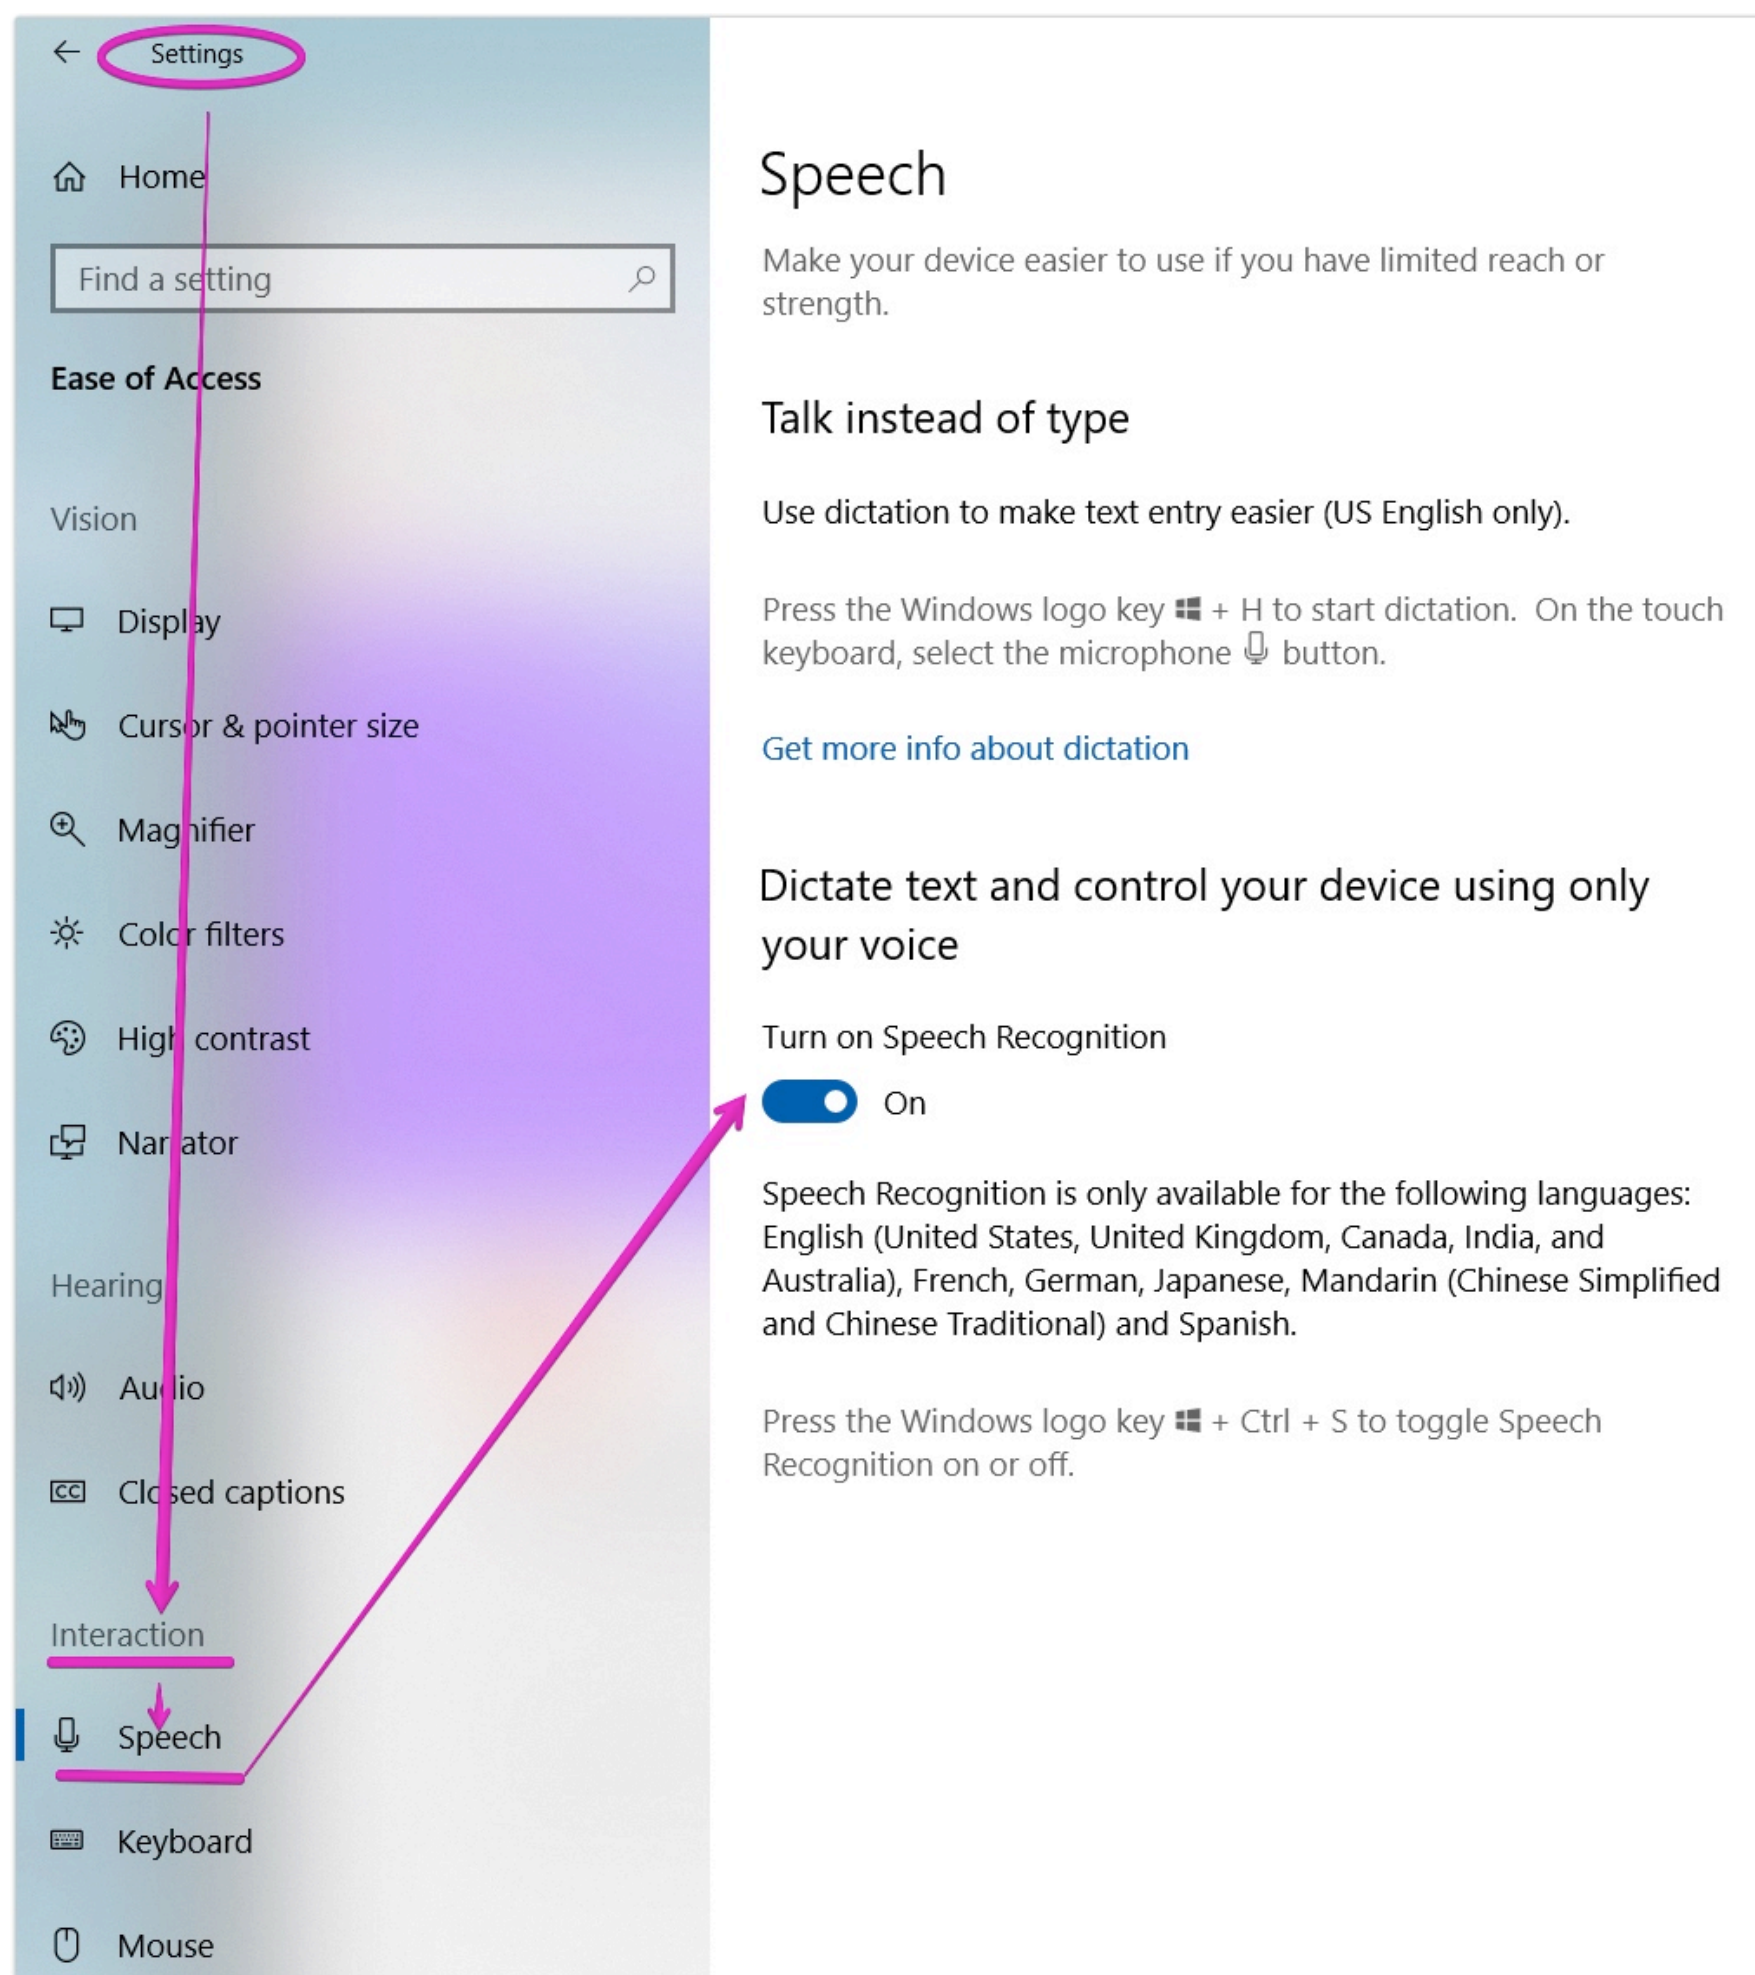 Settings
Home
Find a setting
Ease of Access
Vision
Display
Cursor & pointer size
Magnifier
Color filters
High contrast
Narrator
Hearing
Audio
Closed captions
Interaction
Speech
Keyboard
Mouse
Speech
Make your device easier to use if you have limited reach or
strength.
Talk instead of type
Use dictation to make text entry easier (US English only).
Press the Windows logo key + H to start dictation. On the touch
keyboard, select the microphone button.
Get more info about dictation
Dictate text and control your device using only
your voice
Turn on Speech Recognition
On
Speech Recognition is only available for the following languages:
English (United States, United Kingdom, Canada, India, and
Australia), French, German, Japanese, Mandarin (Chinese Simplified
and Chinese Traditional) and Spanish.
Press the Windows logo key + Ctrl + S to toggle Speech
Recognition on or off.